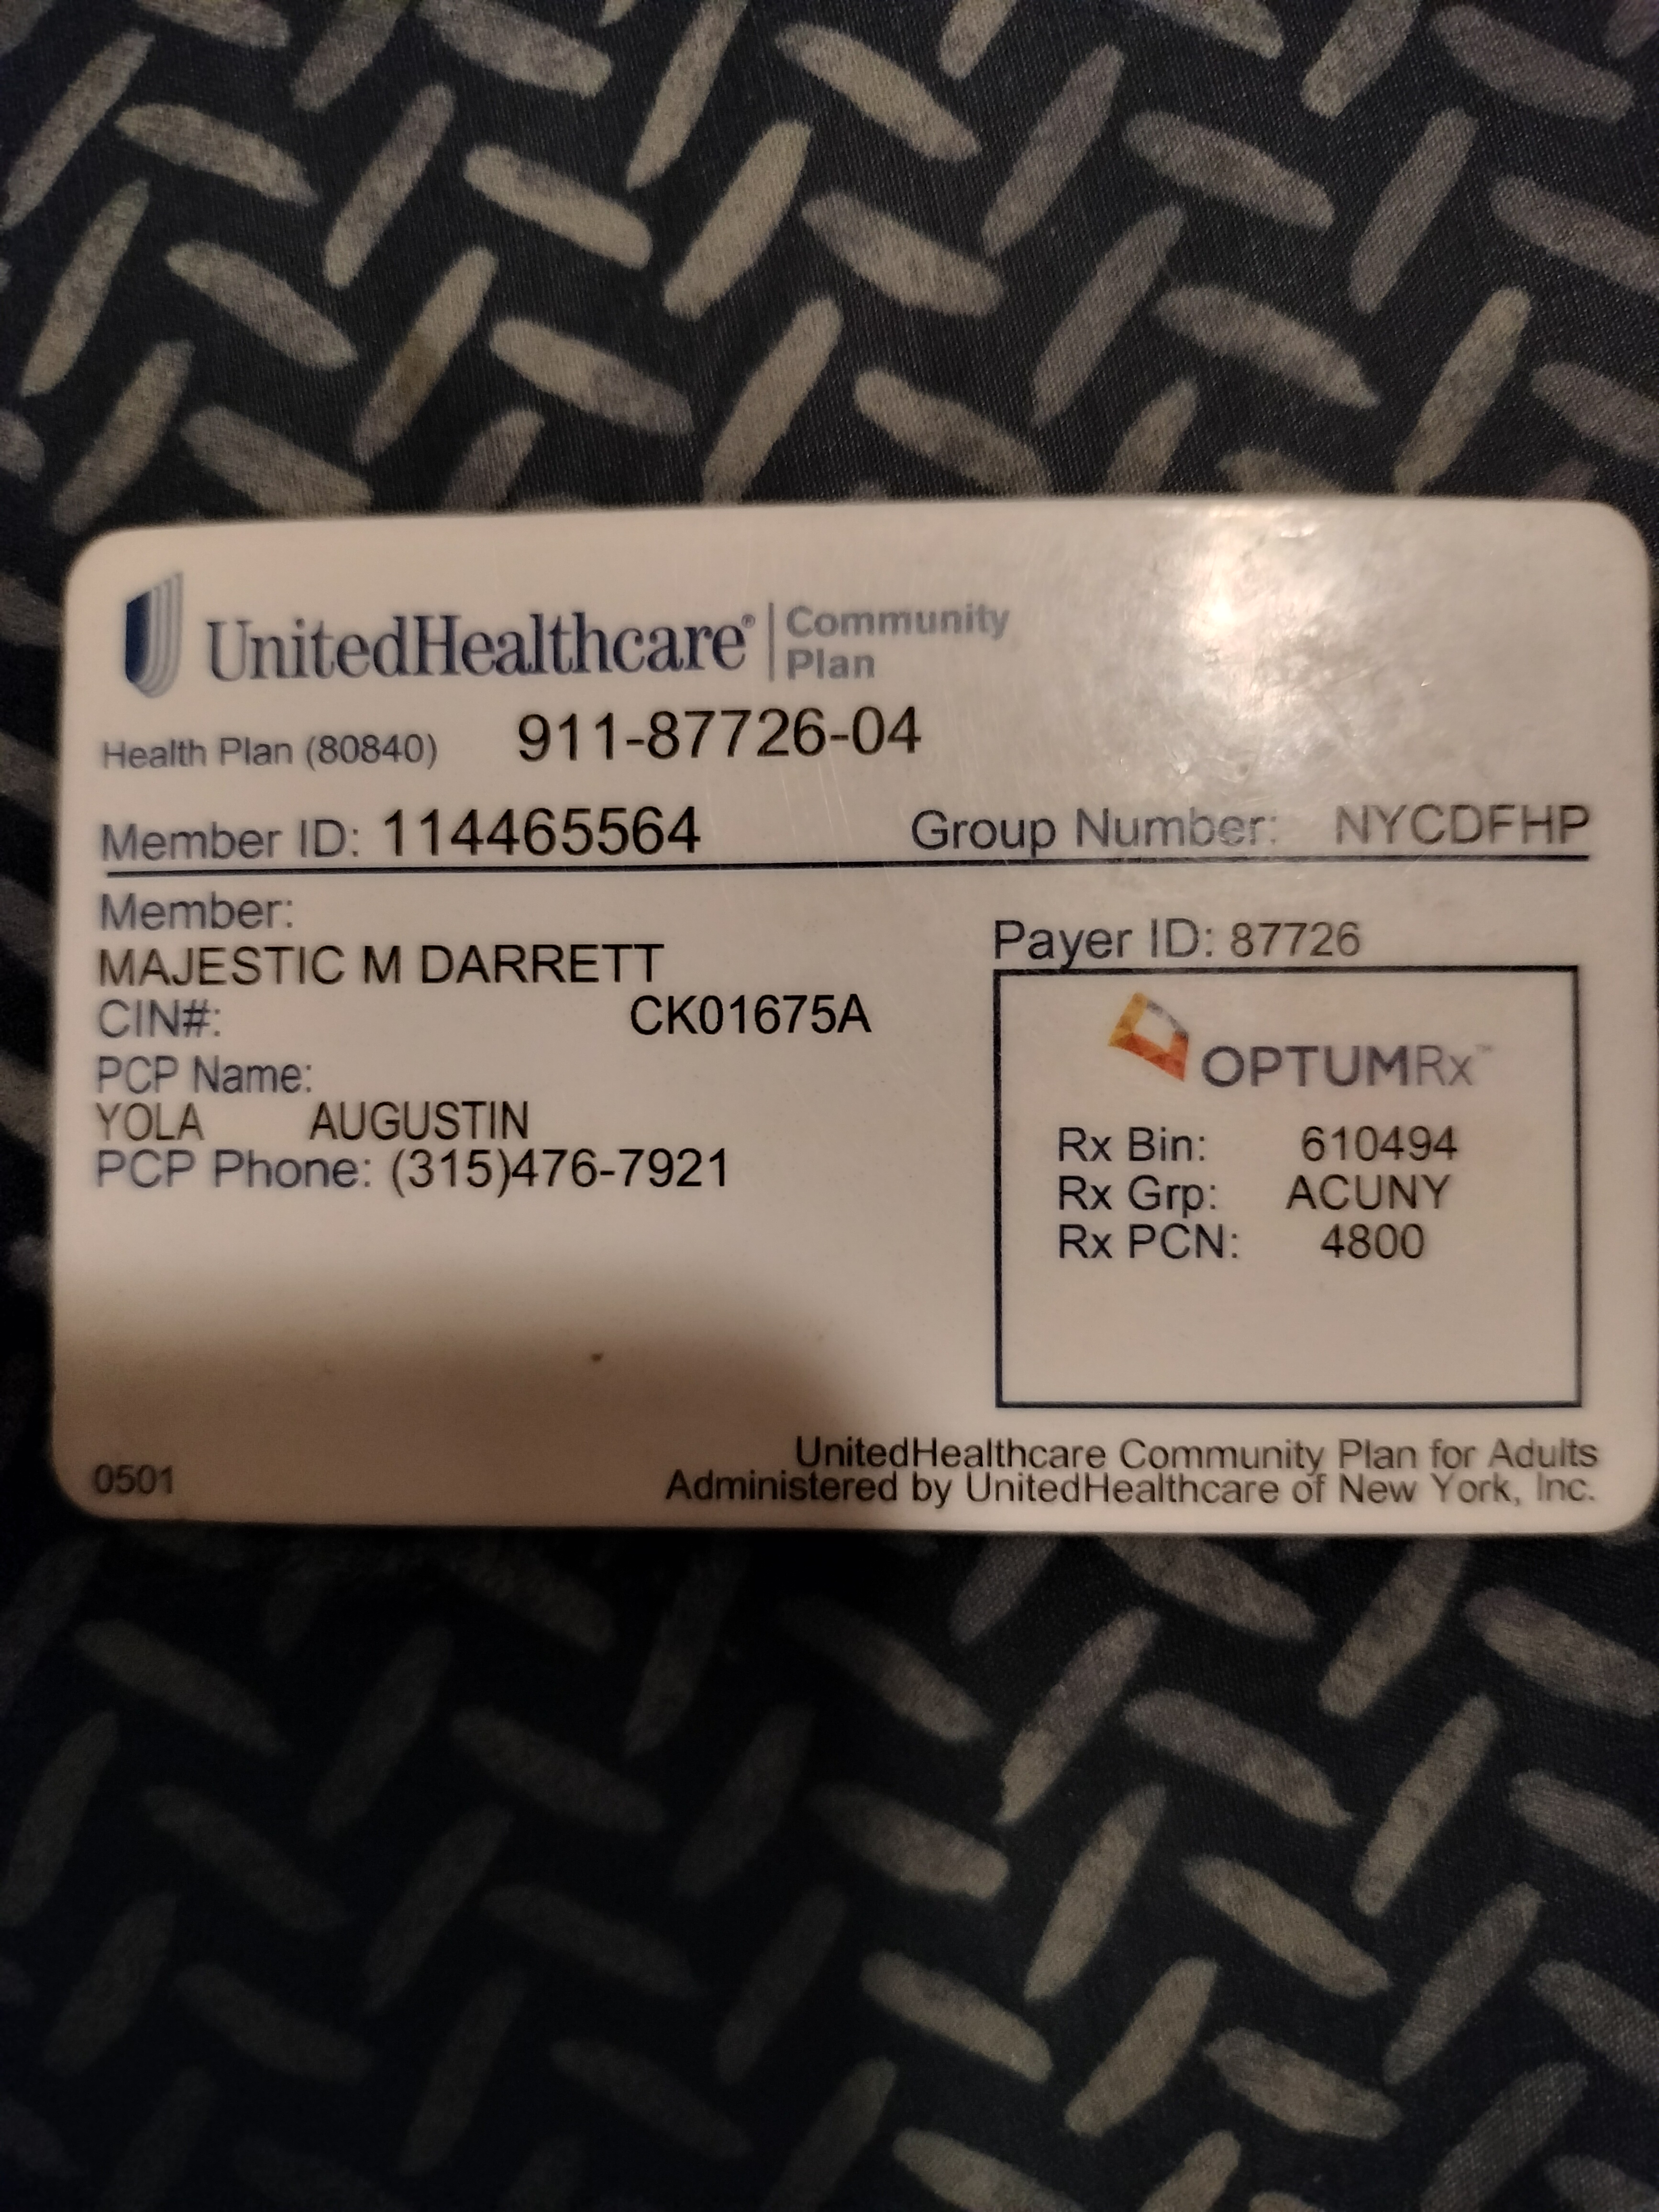 UnitedHealthcare® | Community Plan
Health Plan (80840) 911-87726-04
Member ID: 114465564 Group Number: NYCDFHP
Member:
MAJESTIC M DARRETT
CIN#: CK01675A
PCP Name:
YOLA AUGUSTIN
PCP Phone: (315)476-7921
Payer ID: 87726
OPTUMRx™
Rx Bin: 610494
Rx Grp: ACUNY
Rx PCN: 4800
0501
UnitedHealthcare Community Plan for Adults
Administered by UnitedHealthcare of New York, Inc.